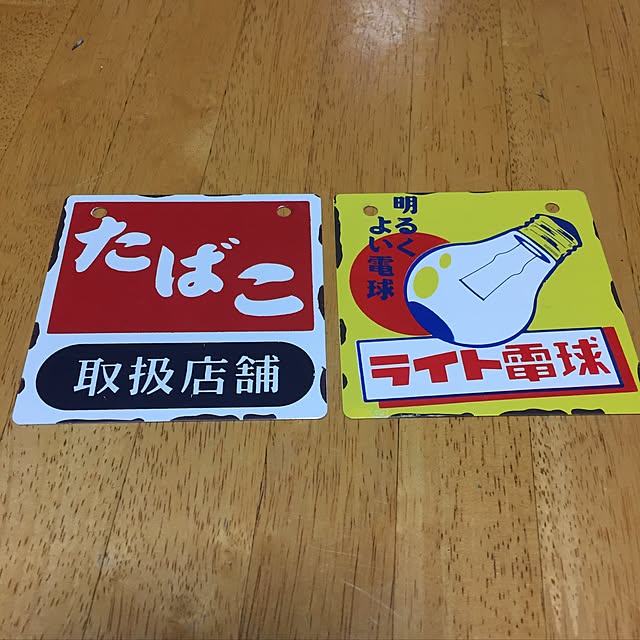 たばこ
取扱店舗
明るく
よい電球
ライト電球